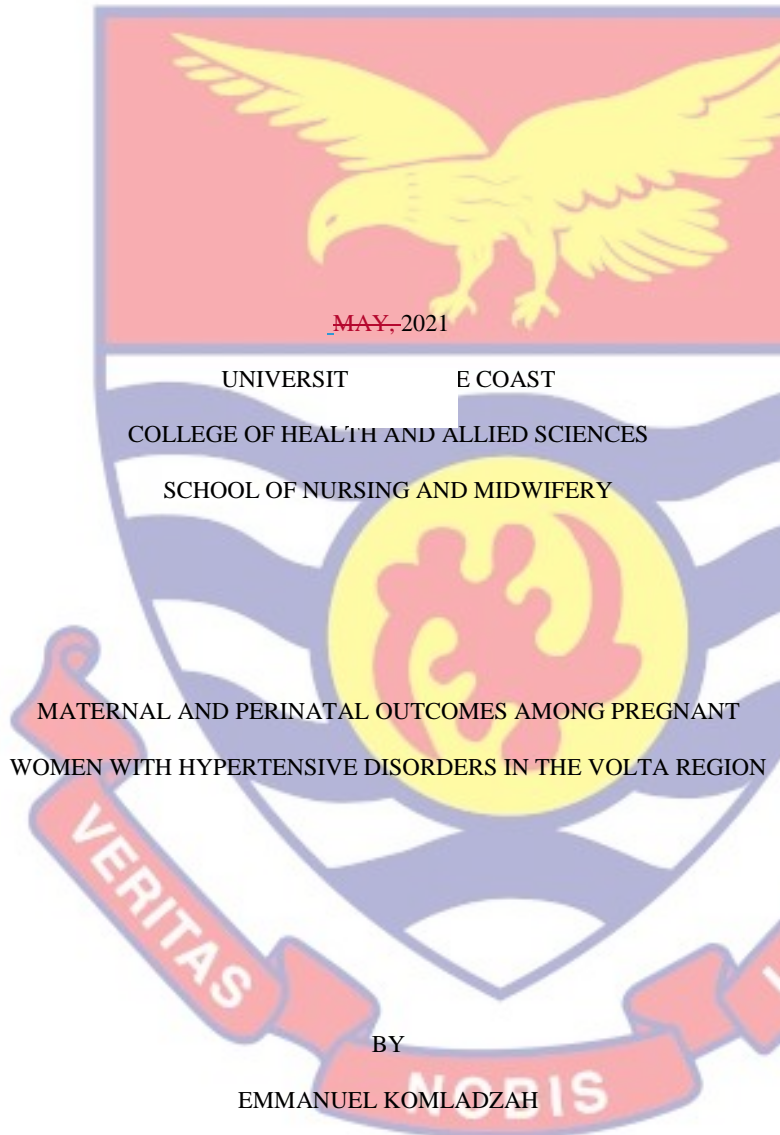 MAY, 2021
UNIVERSIT E COAST
COLLEGE OF HEALTH AND ALLIED SCIENCES
SCHOOL OF NURSING AND MIDWIFERY
MATERNAL AND PERINATAL OUTCOMES AMONG PREGNANT
WOMEN WITH HYPERTENSIVE DISORDERS IN THE VOLTA REGION
VERITAS
BY
NOBIS
EMMANUEL KOMLADZAH